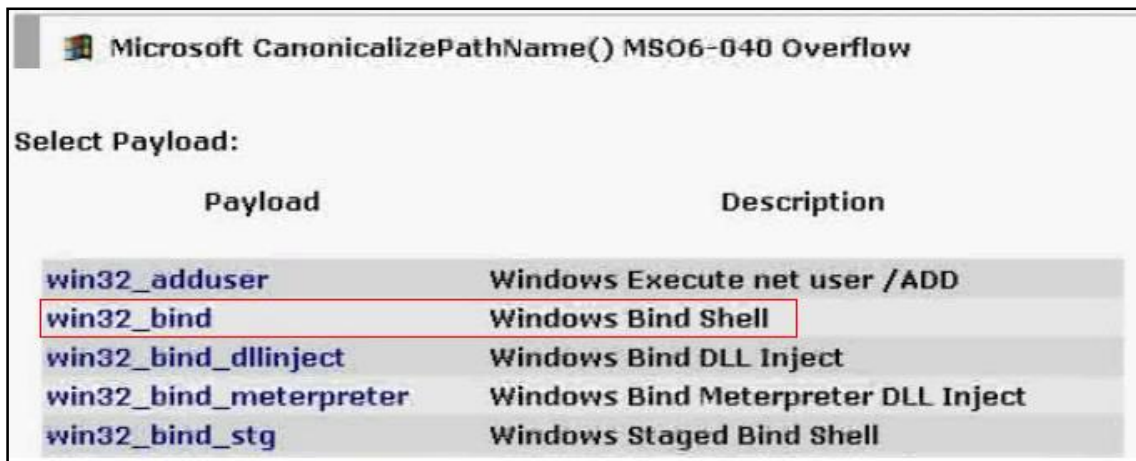 Microsoft CanonicalizePathName() MSO6-040 Overflow
Select Payload:
Payload Description
win32_adduser Windows Execute net user /ADD
win32_bind Windows Bind Shell
win32_bind_dllinject Windows Bind DLL Inject
win32_bind_meterpreter Windows Bind Meterpreter DLL Inject
win32_bind_stg Windows Staged Bind Shell